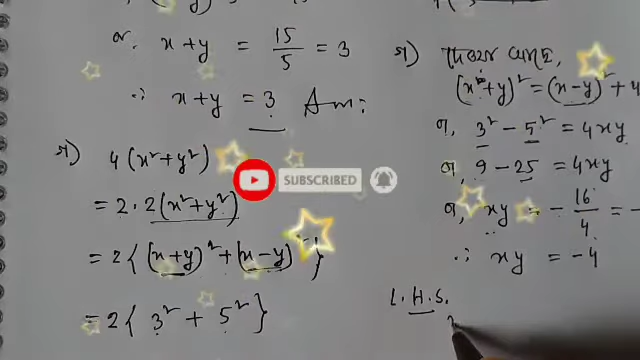 or, x+y = 15/5 = 3
∴ x+y = 3 Ans:
4(x²+y²)
= 2. 2(x²+y²)
= 2{(x+y)²+(x-y)²}
= 2{3² + 5²}
(x+y)² = (x-y)² + 4
বা, 3² - 5² = 4xy
বা, 9 - 25 = 4xy
বা, xy = - 16/4 = -
∴ xy = -4
L.H.S.
SUBSCRIBED